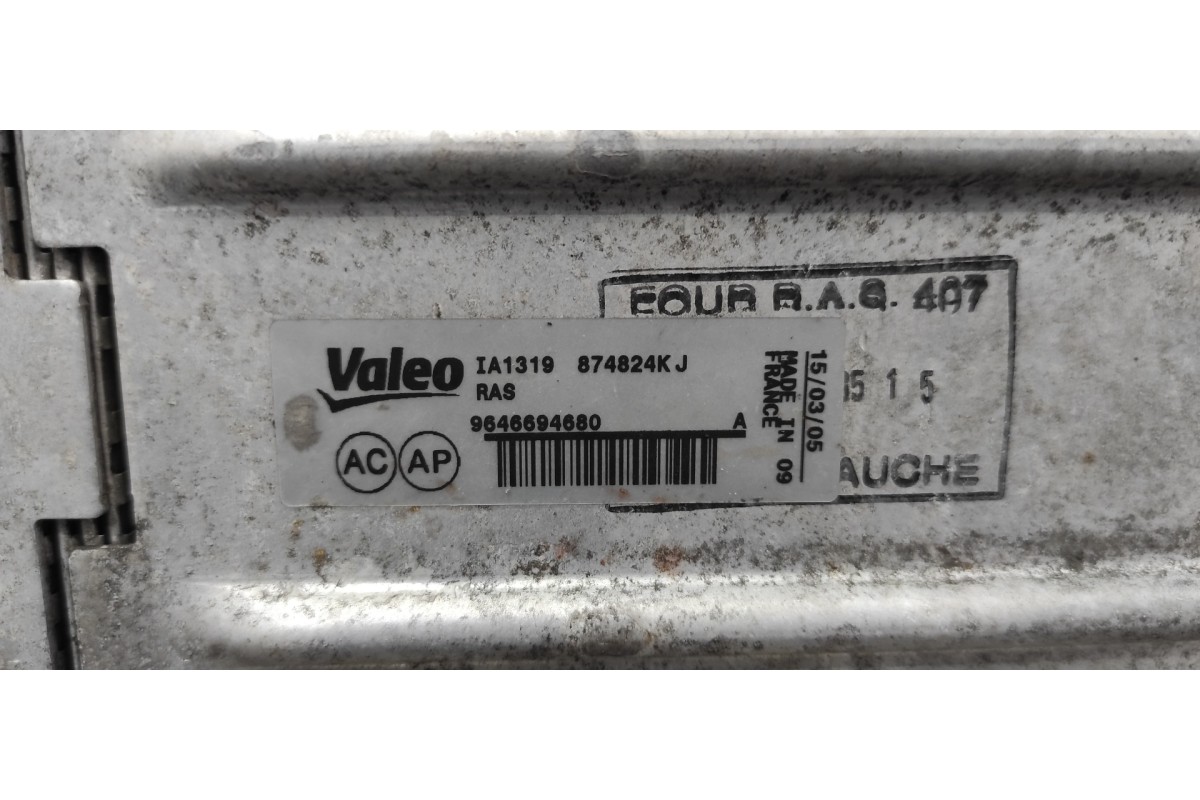 FOUR R.A.S. 407
Valeo IA1319 874824KJ
RAS
9646694680 A
AC AP
15/03/05
MADE IN 09
FRANCE
5 1 5
AUCHE